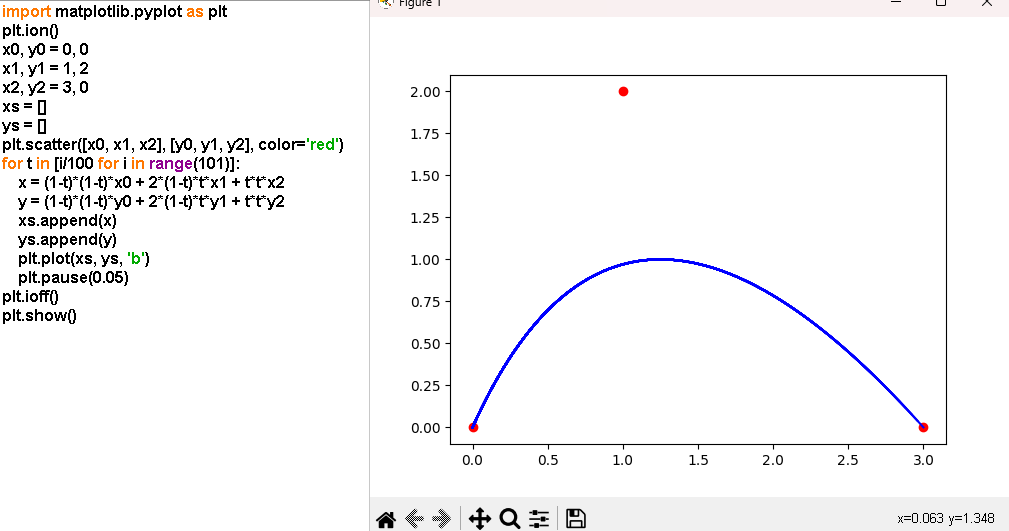 import matplotlib.pyplot as plt
plt.ion()
x0, y0 = 0, 0
x1, y1 = 1, 2
x2, y2 = 3, 0
xs = []
ys = []
plt.scatter([x0, x1, x2], [y0, y1, y2], color='red')
for t in [i/100 for i in range(101)]:
    x = (1-t)*(1-t)*x0 + 2*(1-t)*t*x1 + t*t*x2
    y = (1-t)*(1-t)*y0 + 2*(1-t)*t*y1 + t*t*y2
    xs.append(x)
    ys.append(y)
    plt.plot(xs, ys, 'b')
    plt.pause(0.05)
plt.ioff()
plt.show()
Figure 1
2.00
1.75
1.50
1.25
1.00
0.75
0.50
0.25
0.00
0.0 0.5 1.0 1.5 2.0 2.5 3.0
x=0.063 y=1.348